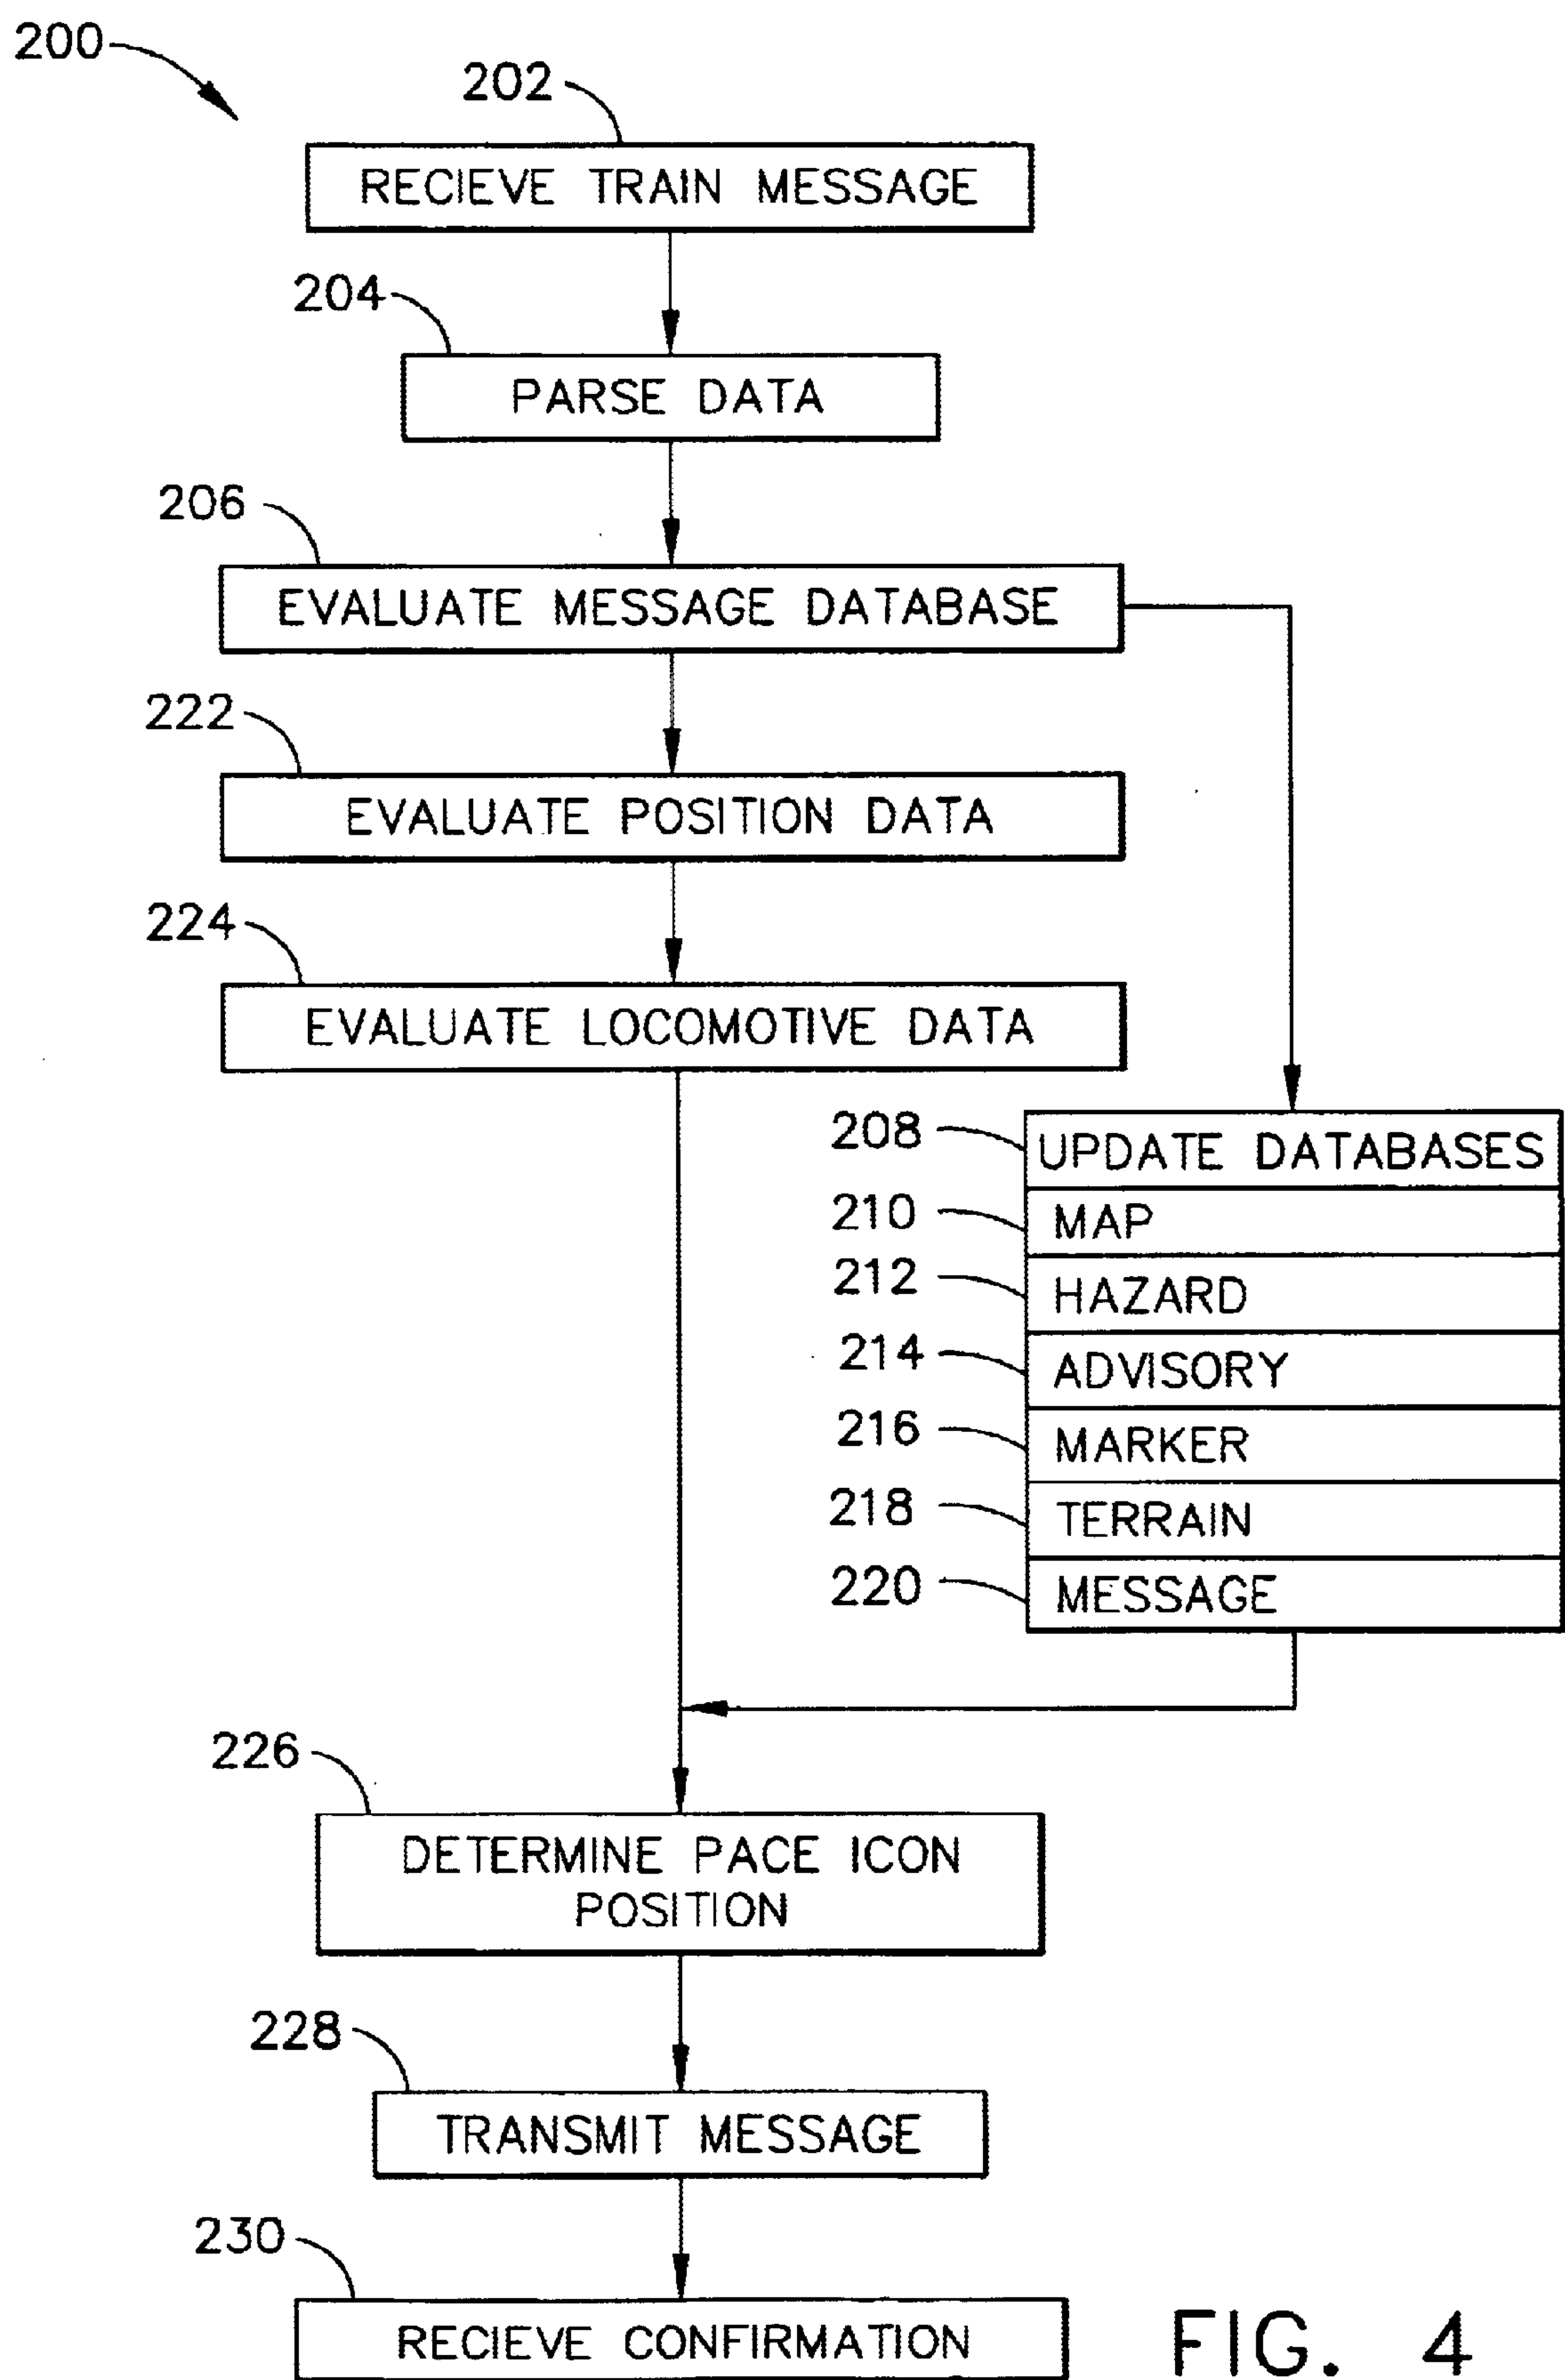 200
202
RECIEVE TRAIN MESSAGE
204
PARSE DATA
206
EVALUATE MESSAGE DATABASE
222
EVALUATE POSITION DATA
224
EVALUATE LOCOMOTIVE DATA
208
UPDATE DATABASES
210
MAP
212
HAZARD
214
ADVISORY
216
MARKER
218
TERRAIN
220
MESSAGE
226
DETERMINE PACE ICON
POSITION
228
TRANSMIT MESSAGE
230
RECIEVE CONFIRMATION
FIG. 4